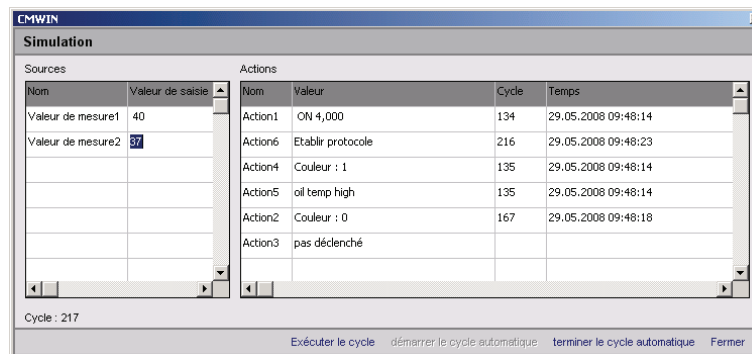 CMWIN
Simulation
Sources
Nom Valeur de saisie
Valeur de mesure1 40
Valeur de mesure2 37
Actions
Nom Valeur Cycle Temps
Action1 ON 4,000 134 29.05.2008 09:48:14
Action6 Etablir protocole 216 29.05.2008 09:48:23
Action4 Couleur : 1 135 29.05.2008 09:48:14
Action5 oil temp high 135 29.05.2008 09:48:14
Action2 Couleur : 0 167 29.05.2008 09:48:18
Action3 pas déclenché
Cycle : 217
Exécuter le cycle démarrer le cycle automatique terminer le cycle automatique Fermer